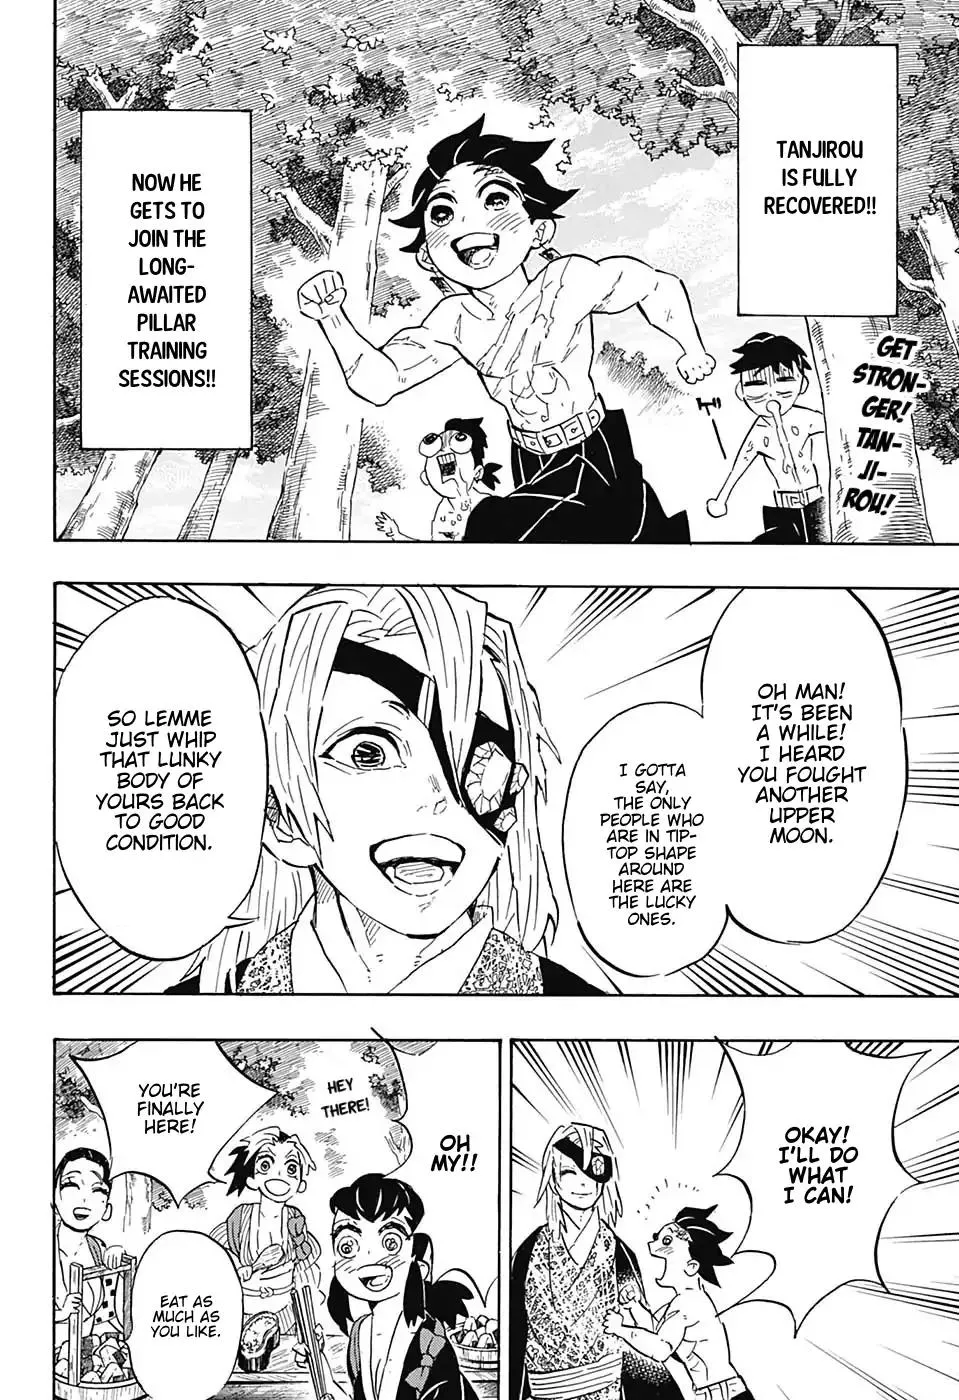 TANJIROU
IS FULLY
RECOVERED!!
GET
STRON-
GER!
TAN-
JI-
ROU!
NOW HE
GETS TO
JOIN THE
LONG-
AWAITED
PILLAR
TRAINING
SESSIONS!!
ゼー
OH MAN!
IT'S BEEN
A WHILE!
I HEARD
YOU FOUGHT
ANOTHER
UPPER
MOON.
I GOTTA
SAY,
THE ONLY
PEOPLE WHO
ARE IN TIP-
TOP SHAPE
AROUND
HERE ARE
THE LUCKY
ONES.
SO LEMME
JUST WHIP
THAT LUNKY
BODY OF
YOURS BACK
TO GOOD
CONDITION.
OKAY!
I'LL DO
WHAT
I CAN!
OH
MY!!
HEY
THERE!
YOU'RE
FINALLY
HERE!
EAT AS
MUCH AS
YOU LIKE.